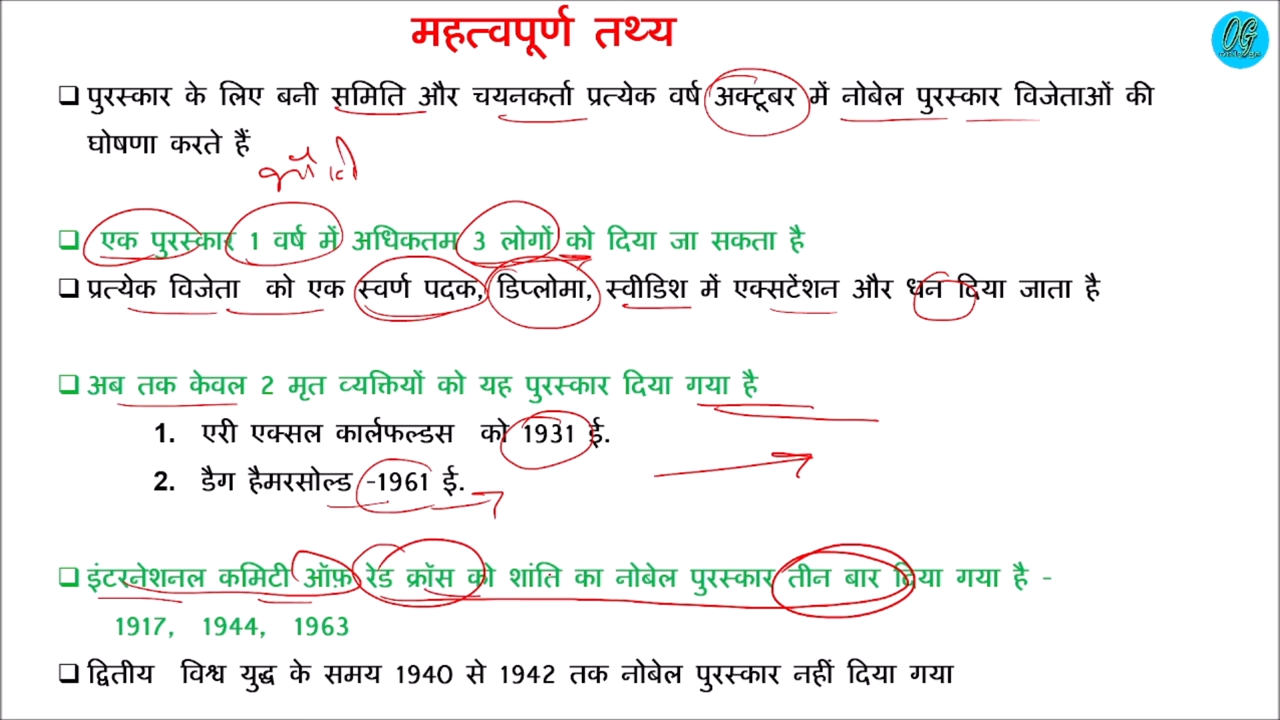 महत्वपूर्ण तथ्य
OG
❑ पुरस्कार के लिए बनी समिति और चयनकर्ता प्रत्येक वर्ष अक्टूबर में नोबेल पुरस्कार विजेताओं की
घोषणा करते हैं
❑ एक पुरस्कार 1 वर्ष में अधिकतम 3 लोगों को दिया जा सकता है
❑ प्रत्येक विजेता को एक स्वर्ण पदक, डिप्लोमा, स्वीडिश में एक्सटेंशन और धन दिया जाता है
❑ अब तक केवल 2 मृत व्यक्तियों को यह पुरस्कार दिया गया है
1. एरी एक्सल कार्लफल्डस को 1931 ई.
2. डैग हैमरसोल्ड -1961 ई.
❑ इंटरनेशनल कमिटी ऑफ़ रेड क्रॉस को शांति का नोबेल पुरस्कार तीन बार दिया गया है -
1917, 1944, 1963
❑ द्वितीय विश्व युद्ध के समय 1940 से 1942 तक नोबेल पुरस्कार नहीं दिया गया